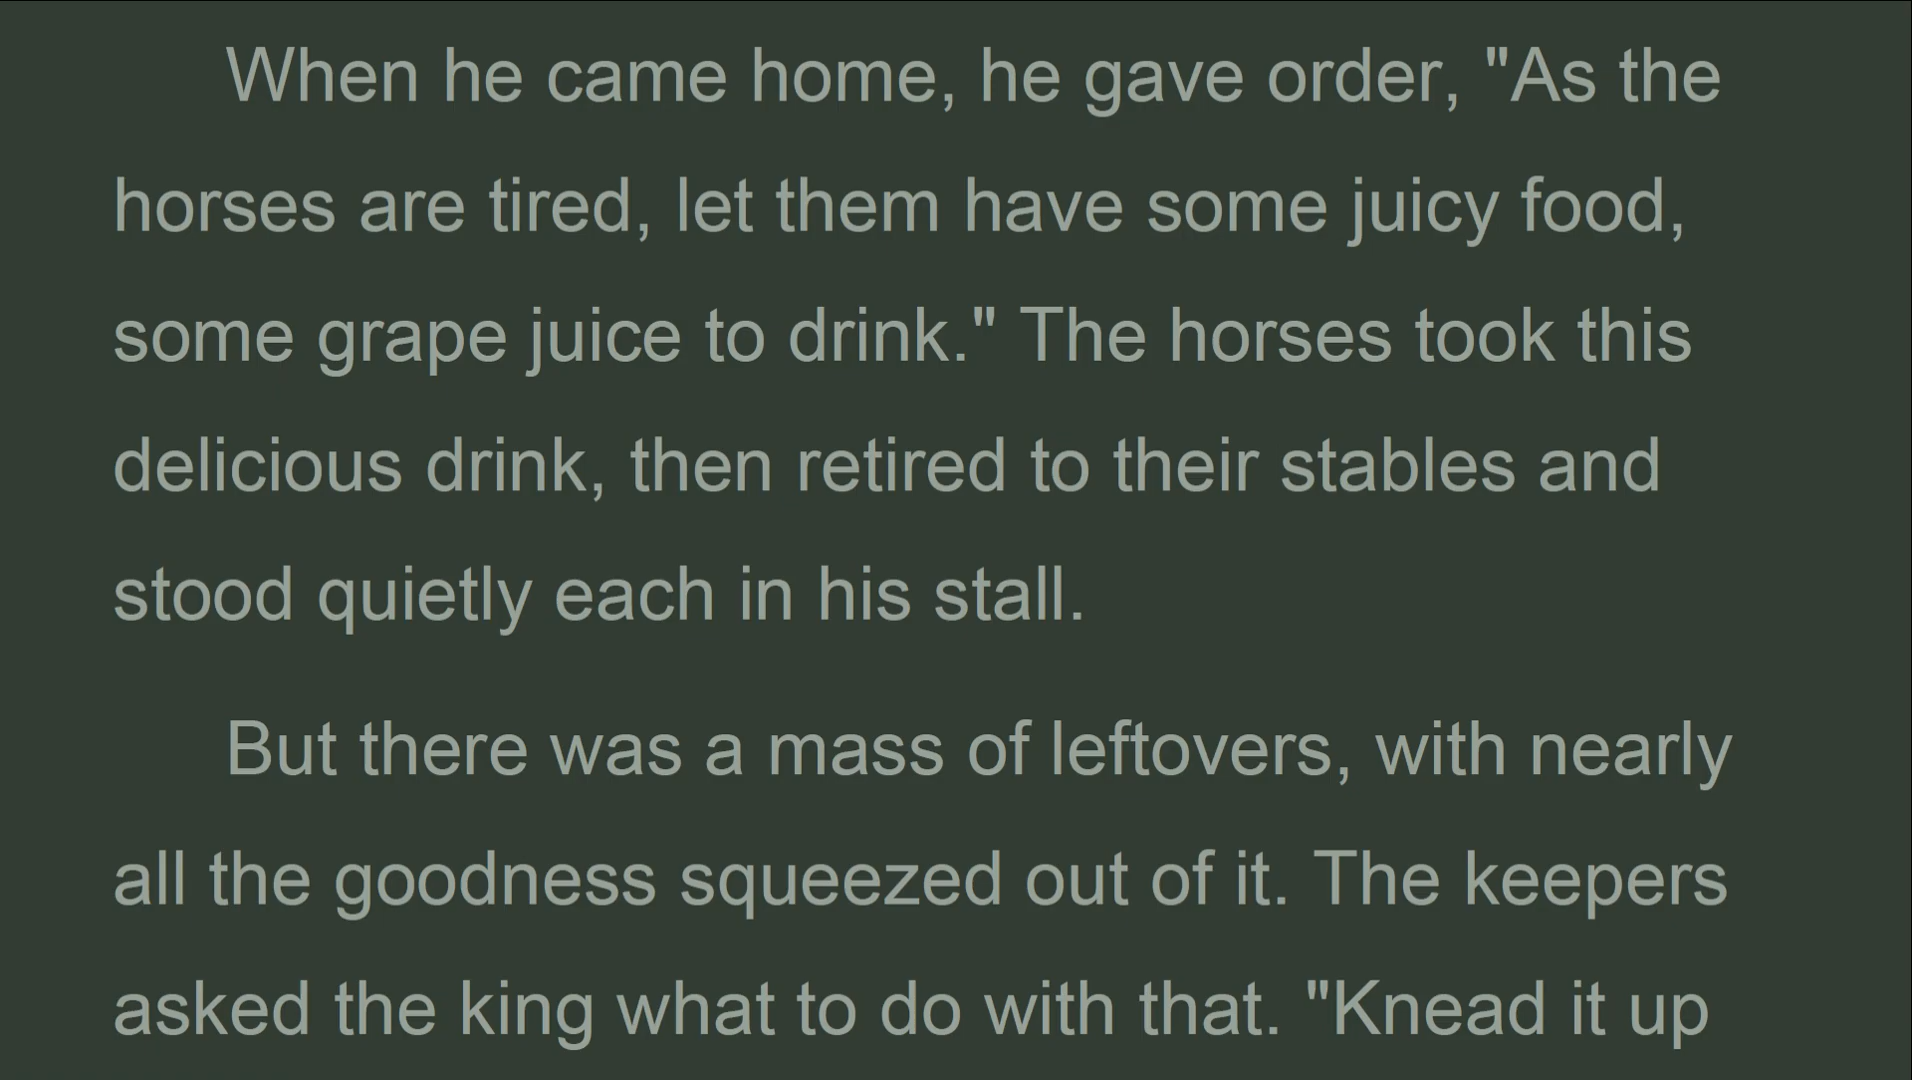 When he came home, he gave order, "As the
horses are tired, let them have some juicy food,
some grape juice to drink." The horses took this
delicious drink, then retired to their stables and
stood quietly each in his stall.
But there was a mass of leftovers, with nearly
all the goodness squeezed out of it. The keepers
asked the king what to do with that. "Knead it up